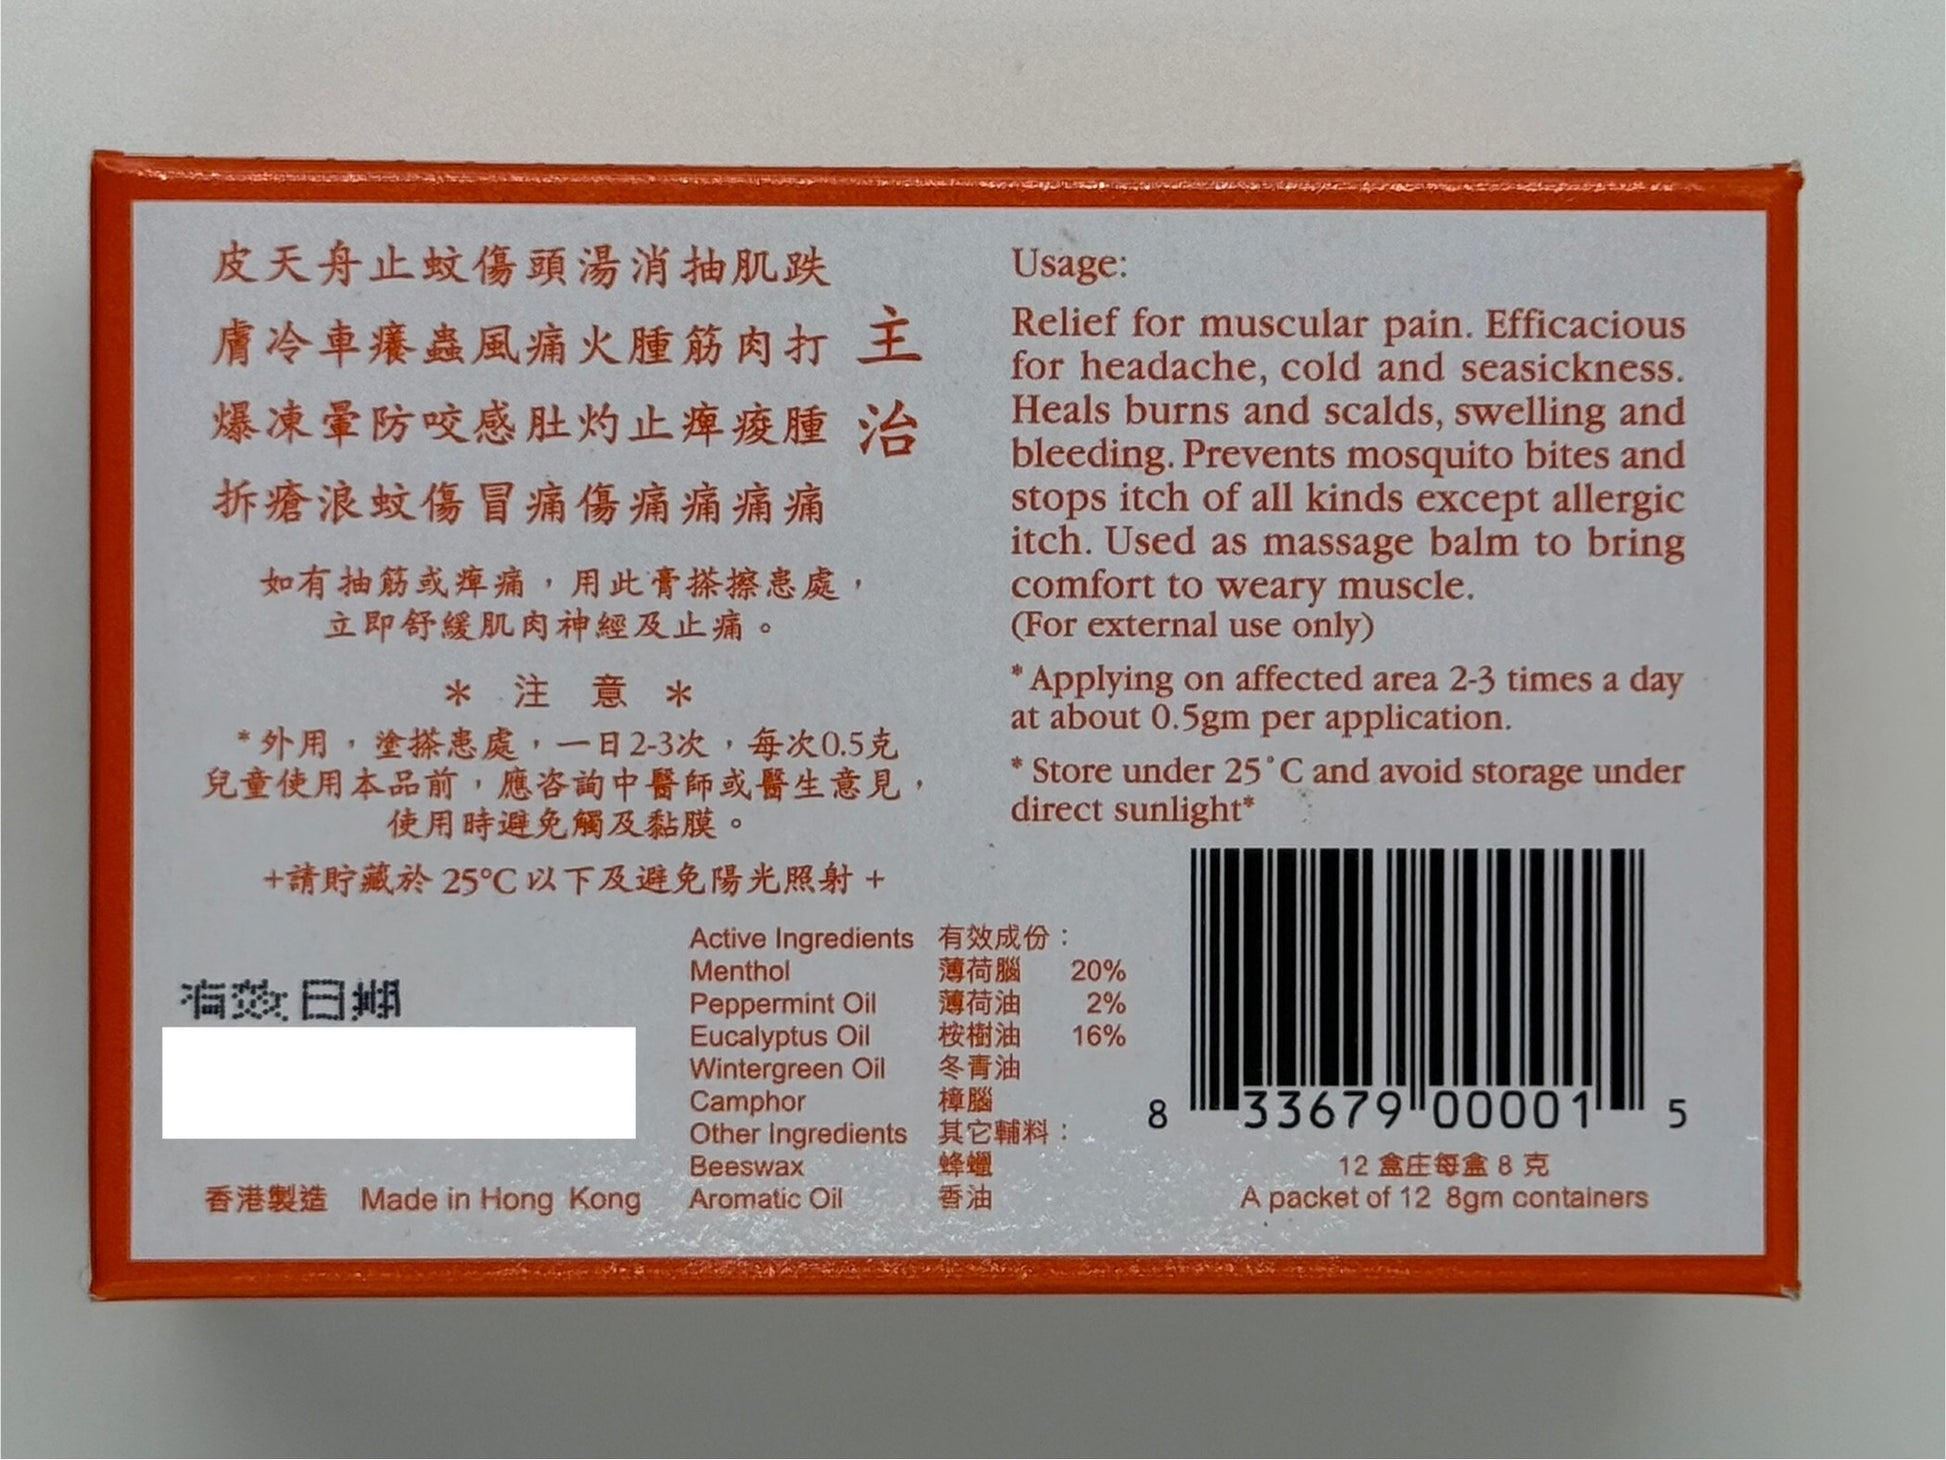 主治
跌打腫痛
肌肉痠痛
抽筋痺痛
消腫止痛
湯火灼傷
頭痛肚痛
傷風感冒
蚊蟲咬傷
止癢防蚊
舟車暈浪
天冷凍瘡
皮膚爆拆
如有抽筋或痺痛，用此膏搽擦患處，
立即舒緩肌肉神經及止痛。
* 注 意 *
*外用，塗搽患處，一日2-3次，每次0.5克
兒童使用本品前，應咨詢中醫師或醫生意見，
使用時避免觸及黏膜。
+請貯藏於 25°C 以下及避免陽光照射 +
有效日期
香港製造 Made in Hong Kong
Active Ingredients 有效成份：
Menthol 薄荷腦 20%
Peppermint Oil 薄荷油 2%
Eucalyptus Oil 桉樹油 16%
Wintergreen Oil 冬青油
Camphor 樟腦
Other Ingredients 其它輔料：
Beeswax 蜂蠟
Aromatic Oil 香油
Usage:
Relief for muscular pain. Efficacious
for headache, cold and seasickness.
Heals burns and scalds, swelling and
bleeding. Prevents mosquito bites and
stops itch of all kinds except allergic
itch. Used as massage balm to bring
comfort to weary muscle.
(For external use only)
* Applying on affected area 2-3 times a day
at about 0.5gm per application.
* Store under 25°C and avoid storage under
direct sunlight*
8 33679 00001 5
12 盒庄每盒 8 克
A packet of 12 8gm containers